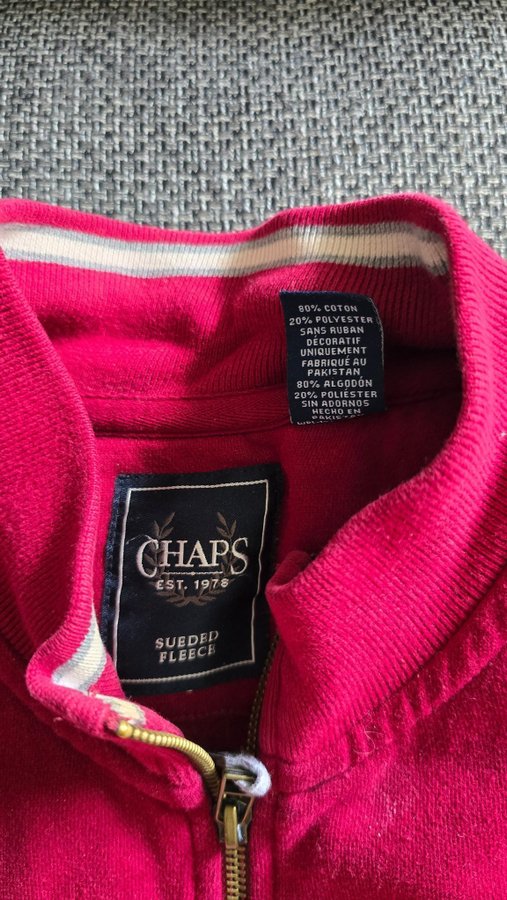 80% COTON
20% POLYESTER
SANS RUBAN
DÉCORATIF
UNIQUEMENT
FABRIQUÉ AU
PAKISTAN
80% ALGODÓN
20% POLIÉSTER
SIN ADORNOS
HECHO EN
PAKISTÁN
CHAPS
EST. 1978
SUEDED
FLEECE